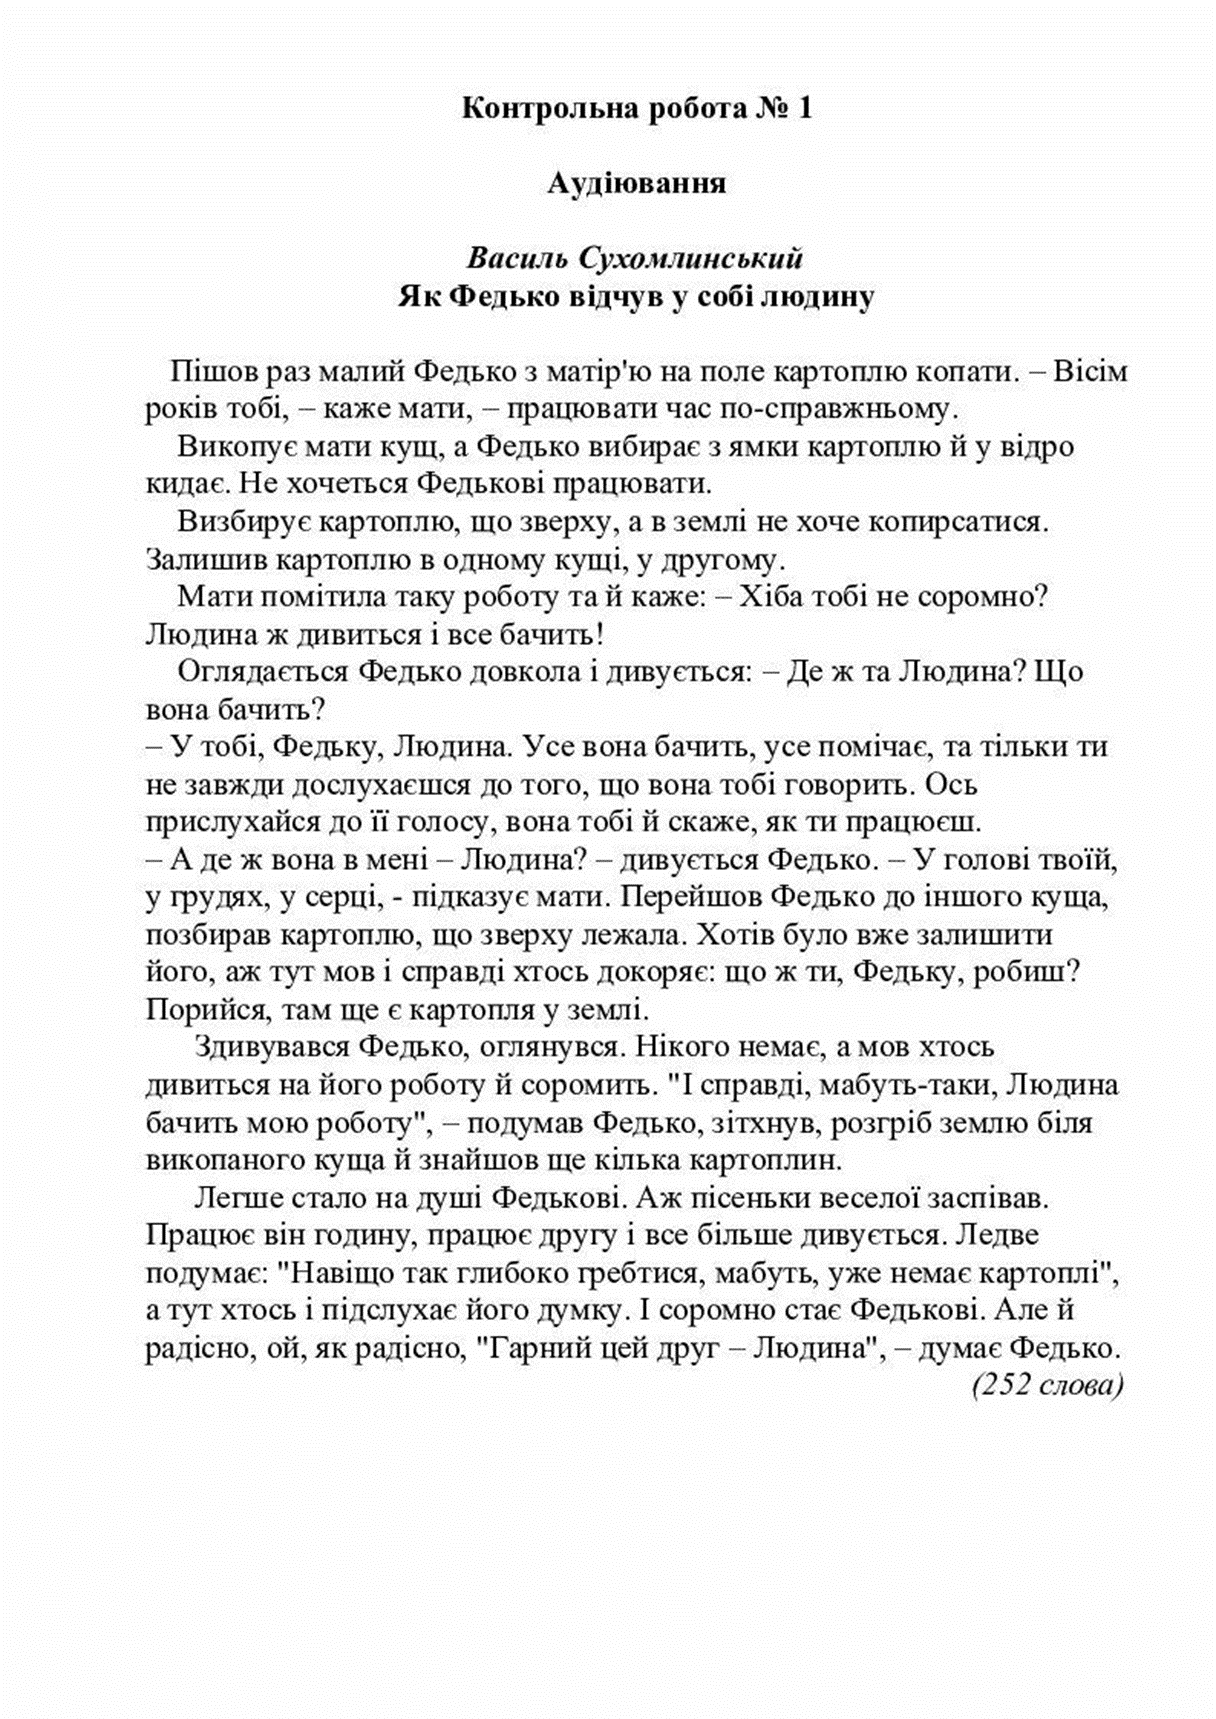 Контрольна робота № 1
Аудіювання
Василь Сухомлинський
Як Федько відчув у собі людину
Пішов раз малий Федько з матір'ю на поле картоплю копати. – Вісім
років тобі, – каже мати, – працювати час по-справжньому.
Викопує мати кущ, а Федько вибирає з ямки картоплю й у відро
кидає. Не хочеться Федькові працювати.
Визбирує картоплю, що зверху, а в землі не хоче копирсатися.
Залишив картоплю в одному кущі, у другому.
Мати помітила таку роботу та й каже: – Хіба тобі не соромно?
Людина ж дивиться і все бачить!
Оглядається Федько довкола і дивується: – Де ж та Людина? Що
вона бачить?
– У тобі, Федьку, Людина. Усе вона бачить, усе помічає, та тільки ти
не завжди дослухаєшся до того, що вона тобі говорить. Ось
прислухайся до її голосу, вона тобі й скаже, як ти працюєш.
– А де ж вона в мені – Людина? – дивується Федько. – У голові твоїй,
у грудях, у серці, - підказує мати. Перейшов Федько до іншого куща,
позбирав картоплю, що зверху лежала. Хотів було вже залишити
його, аж тут мов і справді хтось докоряє: що ж ти, Федьку, робиш?
Порийся, там ще є картопля у землі.
Здивувався Федько, оглянувся. Нікого немає, а мов хтось
дивиться на його роботу й соромить. "І справді, мабуть-таки, Людина
бачить мою роботу", – подумав Федько, зітхнув, розгріб землю біля
викопаного куща й знайшов ще кілька картоплин.
Легше стало на душі Федькові. Аж пісеньки веселої заспівав.
Працює він годину, працює другу і все більше дивується. Ледве
подумає: "Навіщо так глибоко гребтися, мабуть, уже немає картоплі",
а тут хтось і підслухає його думку. І соромно стає Федькові. Але й
радісно, ой, як радісно, "Гарний цей друг – Людина", – думає Федько.
(252 слова)